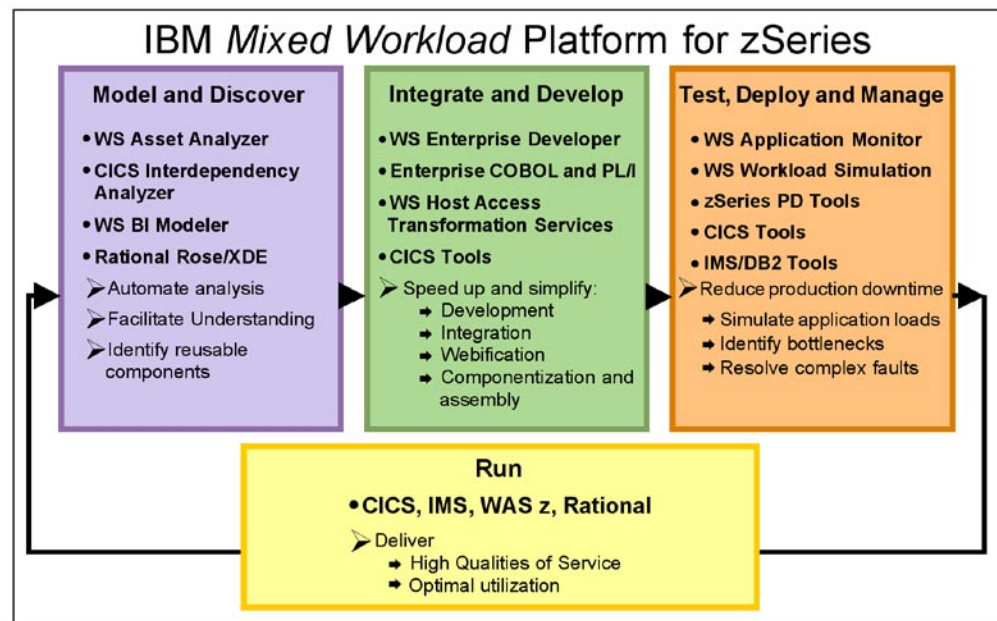 IBM Mixed Workload Platform for zSeries
Model and Discover
• WS Asset Analyzer
• CICS Interdependency
Analyzer
• WS BI Modeler
• Rational Rose/XDE
➢ Automate analysis
➢ Facilitate Understanding
➢ Identify reusable
components
Integrate and Develop
• WS Enterprise Developer
• Enterprise COBOL and PL/I
• WS Host Access
Transformation Services
• CICS Tools
➢ Speed up and simplify:
➡ Development
➡ Integration
➡ Webification
➡ Componentization and
assembly
Test, Deploy and Manage
• WS Application Monitor
• WS Workload Simulation
• zSeries PD Tools
• CICS Tools
• IMS/DB2 Tools
➢ Reduce production downtime
➡ Simulate application loads
➡ Identify bottlenecks
➡ Resolve complex faults
Run
• CICS, IMS, WAS z, Rational
➢ Deliver
➡ High Qualities of Service
➡ Optimal utilization